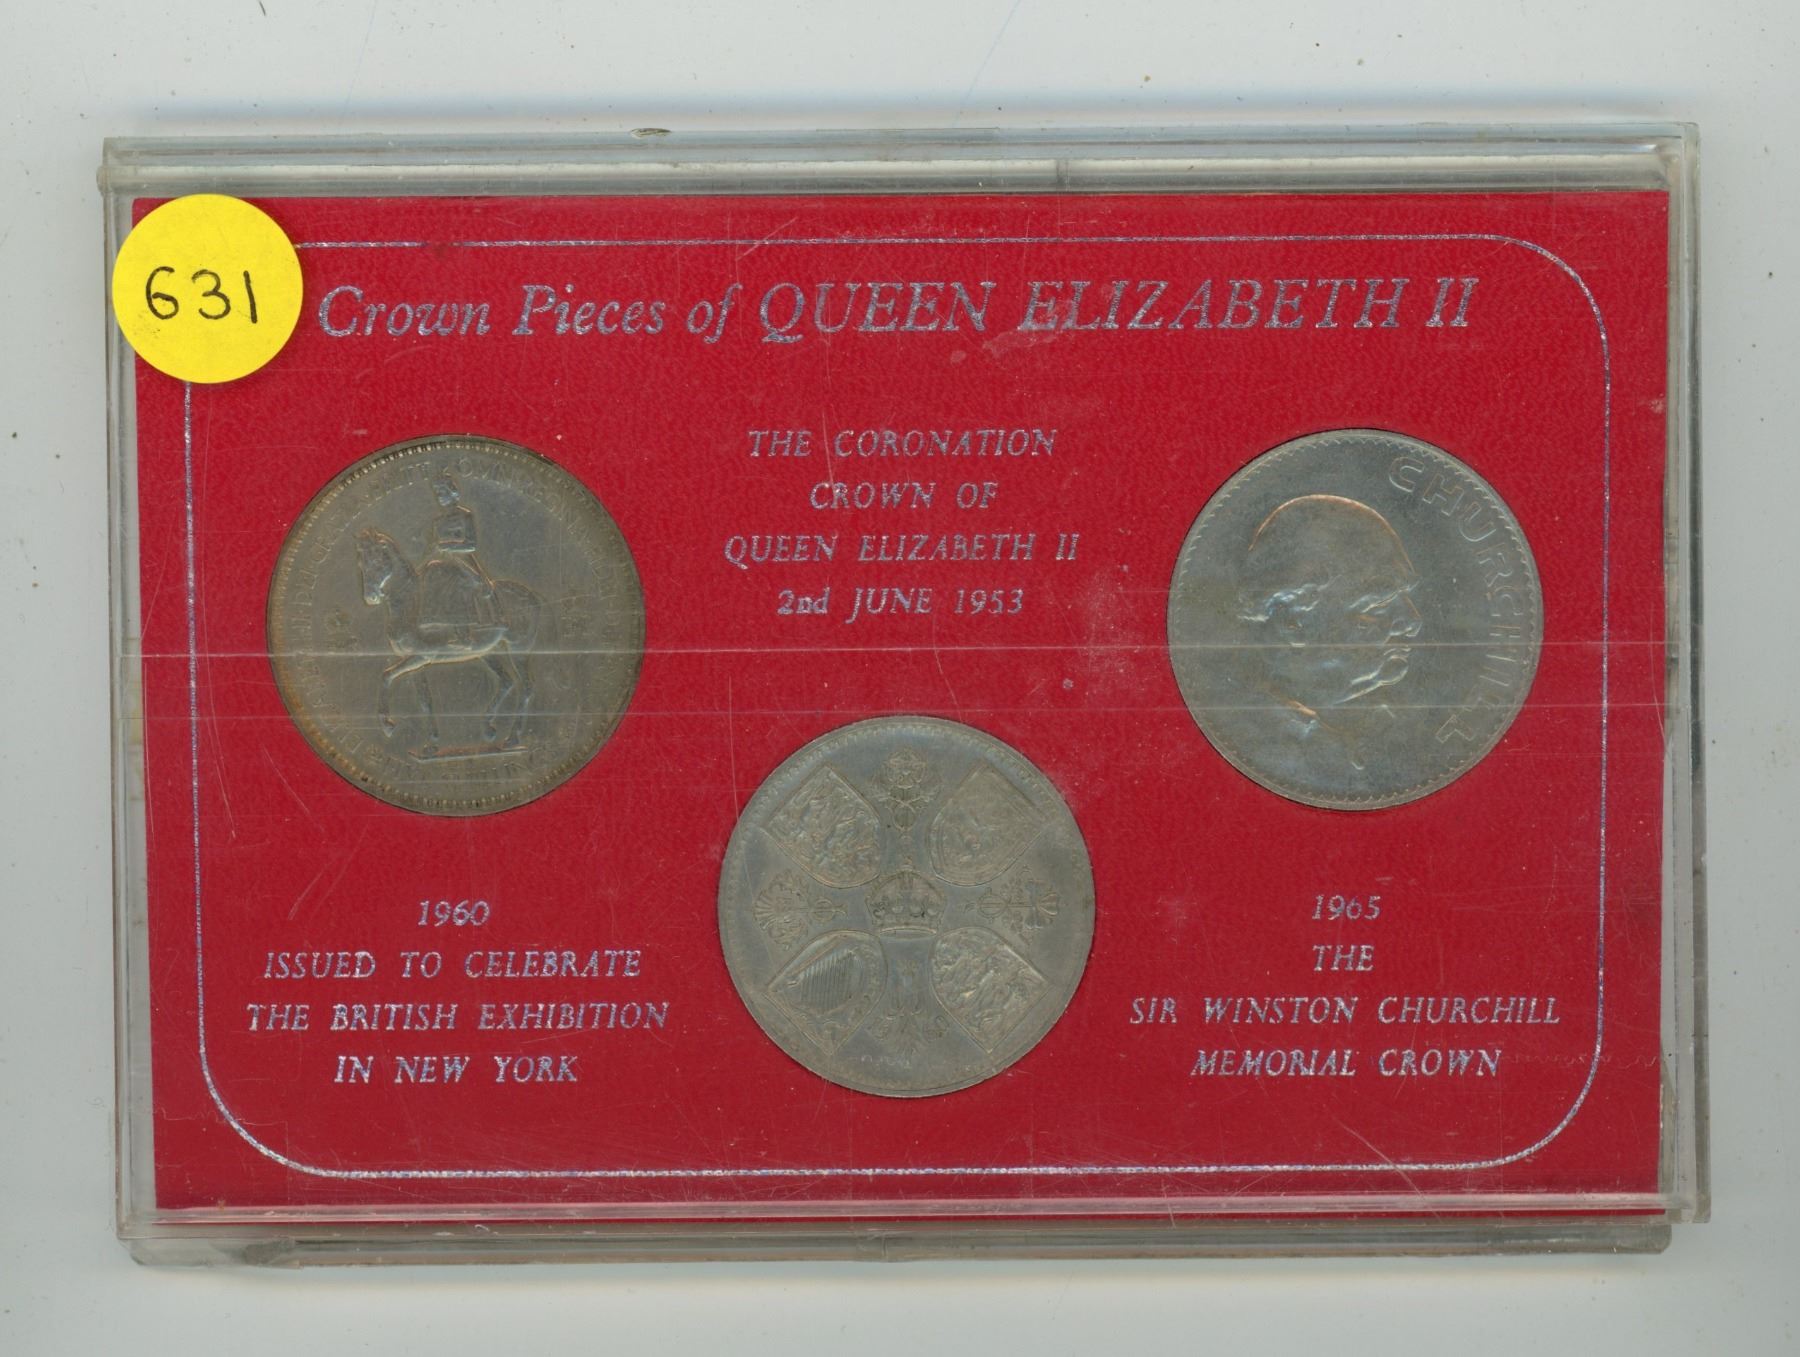 631
Crown Pieces of QUEEN ELIZABETH II
THE CORONATION
CROWN OF
QUEEN ELIZABETH II
2nd JUNE 1953
CHURCHILL
1960
ISSUED TO CELEBRATE
THE BRITISH EXHIBITION
IN NEW YORK
1965
THE
SIR WINSTON CHURCHILL
MEMORIAL CROWN